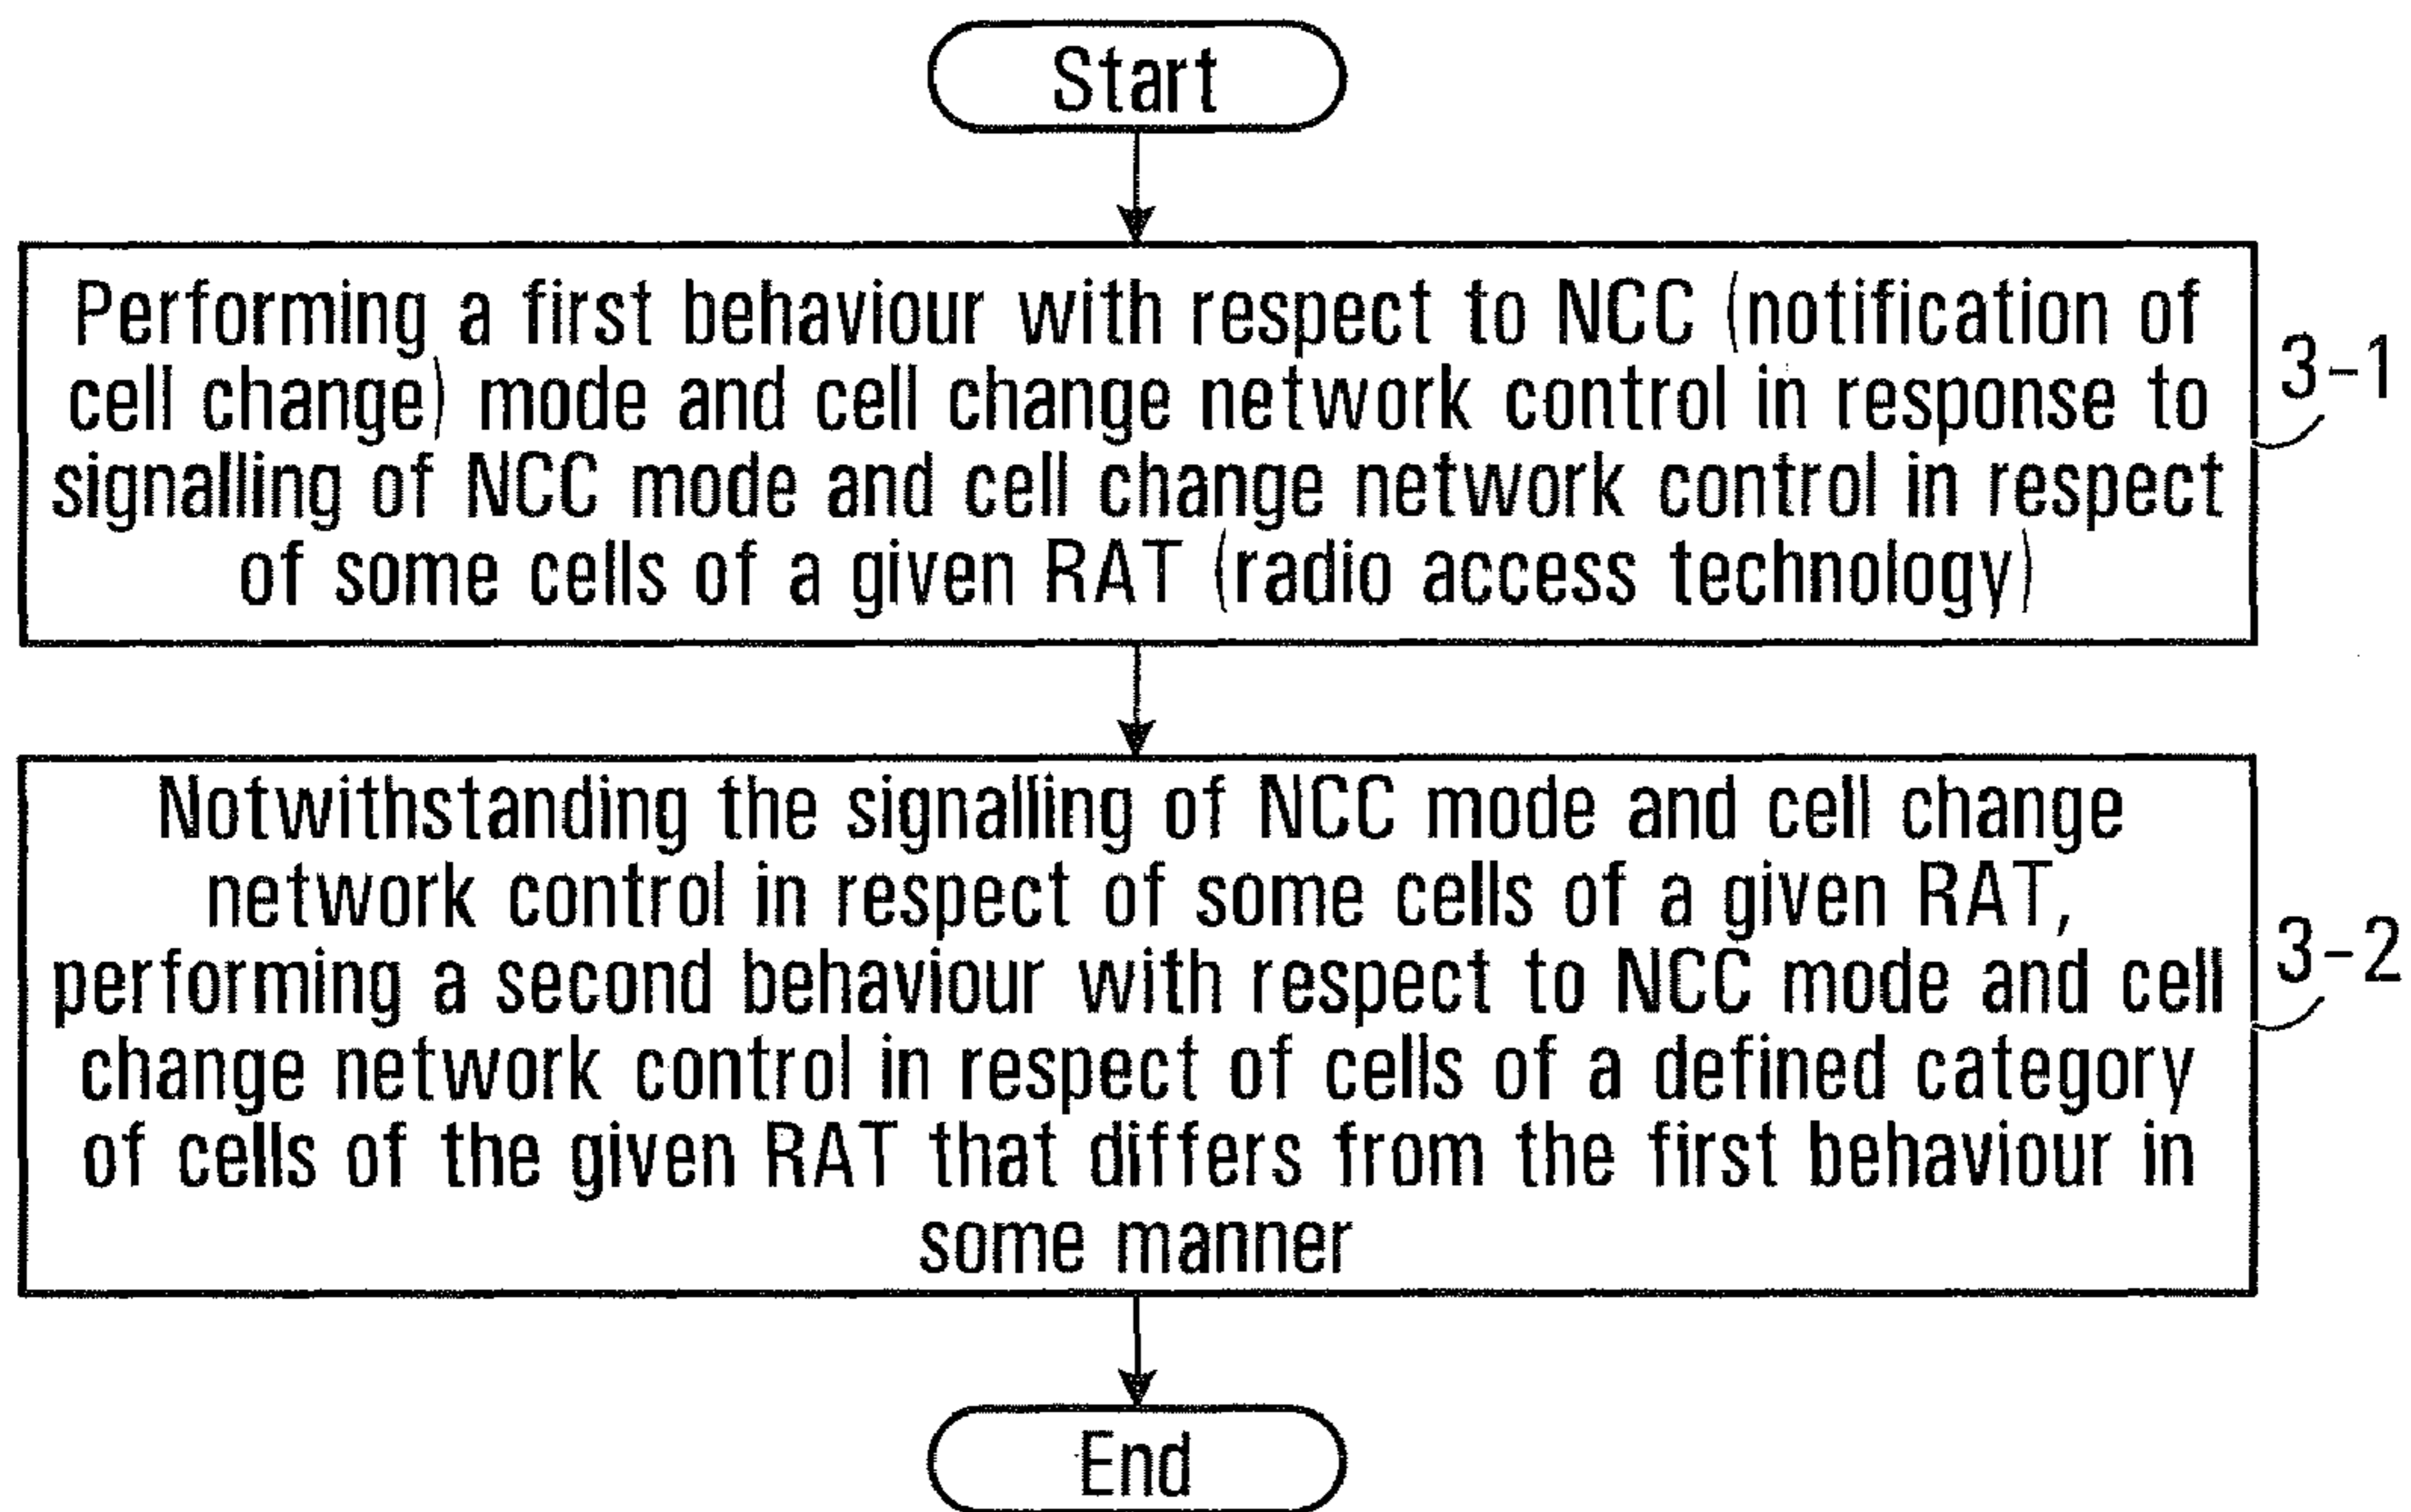 Start
Performing a first behaviour with respect to NCC (notification of
cell change) mode and cell change network control in response to
signalling of NCC mode and cell change network control in respect
of some cells of a given RAT (radio access technology)
3-1
Notwithstanding the signalling of NCC mode and cell change
network control in respect of some cells of a given RAT,
performing a second behaviour with respect to NCC mode and cell
change network control in respect of cells of a defined category
of cells of the given RAT that differs from the first behaviour in
some manner
3-2
End